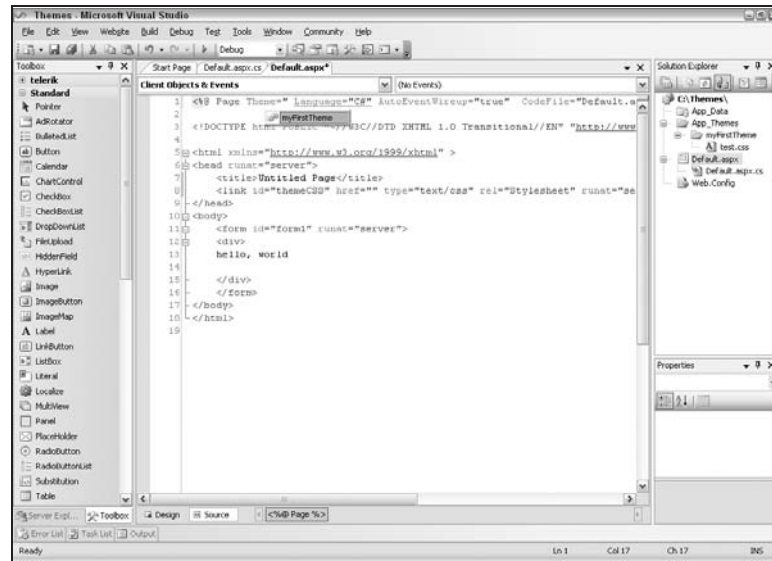 Themes - Microsoft Visual Studio
File Edit View Website Build Debug Test Tools Window Community Help
Debug
Toolbox
telerik
Standard
Pointer
AdRotator
BulletedList
Button
Calendar
ChartControl
CheckBox
CheckBoxList
DropDownList
FileUpload
HiddenField
HyperLink
Image
ImageButton
ImageMap
Label
LinkButton
ListBox
Literal
Localize
MultiView
Panel
PlaceHolder
RadioButton
RadioButtonList
Substitution
Table
Server Expl... Toolbox
Start Page Default.aspx.cs Default.aspx*
Client Objects & Events (No Events)
1 <%@ Page Theme=" Language="C#" AutoEventWireup="true" CodeFile="Default.a
2 myFirstTheme
3 <!DOCTYPE html //W3C//DTD XHTML 1.0 Transitional//EN" "http://www
4
5 <html xmlns="http://www.w3.org/1999/xhtml" >
6 <head runat="server">
7 <title>Untitled Page</title>
8 <link id="themeCSS" href="" type="text/css" rel="Stylesheet" runat="se
9 </head>
10 <body>
11 <form id="form1" runat="server">
12 <div>
13 hello, world
14
15 </div>
16 </form>
17 </body>
18 </html>
19
Design Source <%@ Page %>
Solution Explorer
C:\Themes\
App_Data
App_Themes
myFirstTheme
test.css
Default.aspx
Default.aspx.cs
Web.Config
Properties
Error List Task List Output
Ready Ln 1 Col 17 Ch 17 INS